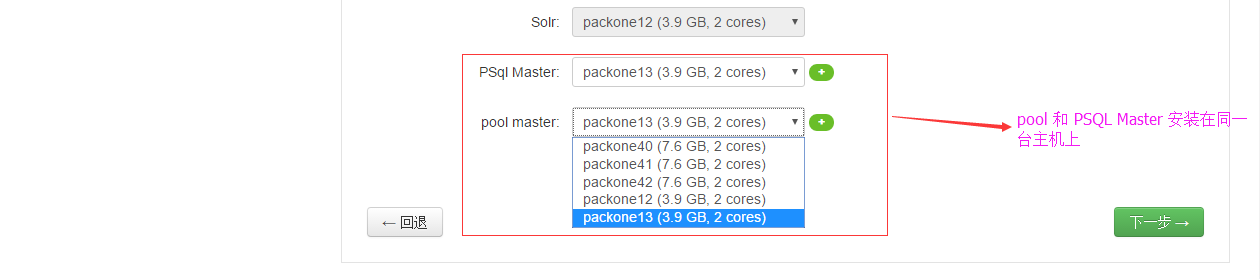 Solr: packone12 (3.9 GB, 2 cores)
PSql Master: packone13 (3.9 GB, 2 cores)
pool master: packone13 (3.9 GB, 2 cores)
packone40 (7.6 GB, 2 cores)
packone41 (7.6 GB, 2 cores)
packone42 (7.6 GB, 2 cores)
packone12 (3.9 GB, 2 cores)
packone13 (3.9 GB, 2 cores)
pool 和 PSQL Master 安装在同一
台主机上
← 回退
下一步 →